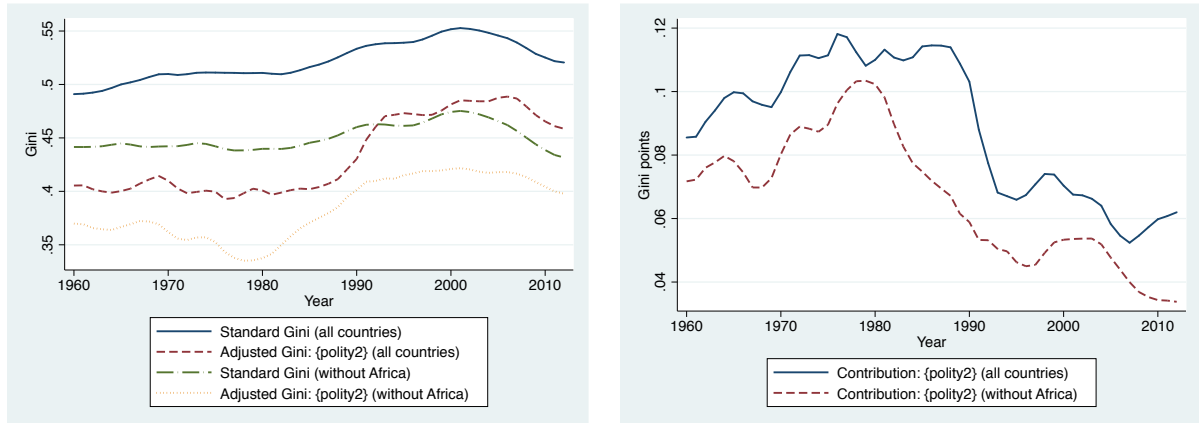 .55
.5
.45
.4
.35
Gini
1960
1970
1980
1990
2000
2010
Year
Standard Gini (all countries)
Adjusted Gini: {polity2} (all countries)
Standard Gini (without Africa)
Adjusted Gini: {polity2} (without Africa)
.12
.1
.08
.06
.04
Gini points
1960
1970
1980
1990
2000
2010
Year
Contribution: {polity2} (all countries)
Contribution: {polity2} (without Africa)